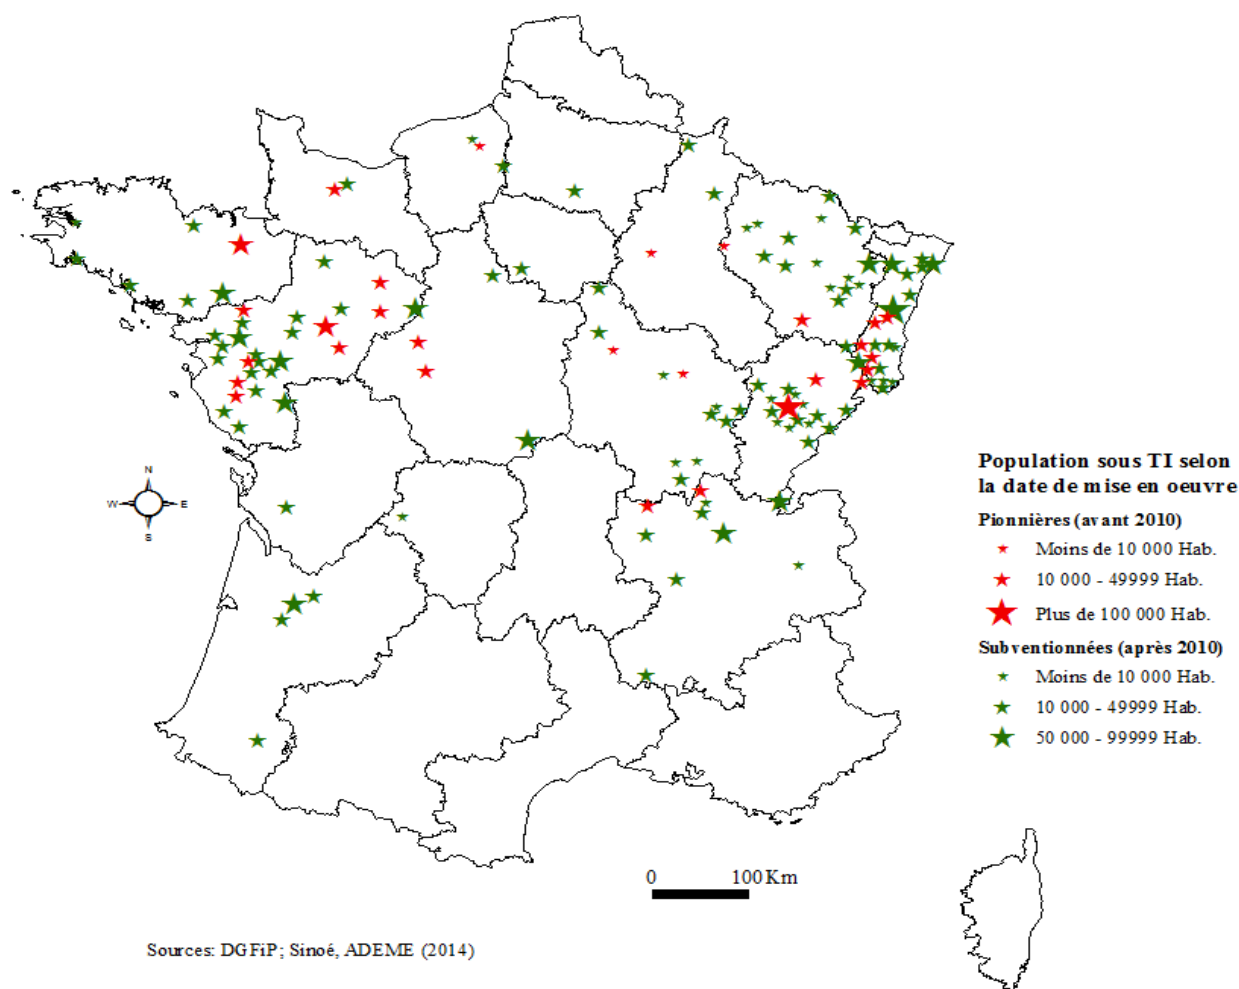 N
W
E
S
Population sous TI selon
la date de mise en oeuvre
Pionnières (avant 2010)
Moins de 10 000 Hab.
10 000 - 49999 Hab.
Plus de 100 000 Hab.
Subventionnées (après 2010)
Moins de 10 000 Hab.
10 000 - 49999 Hab.
50 000 - 99999 Hab.
0 100 Km
Sources: DGFiP; Sinoé, ADEME (2014)